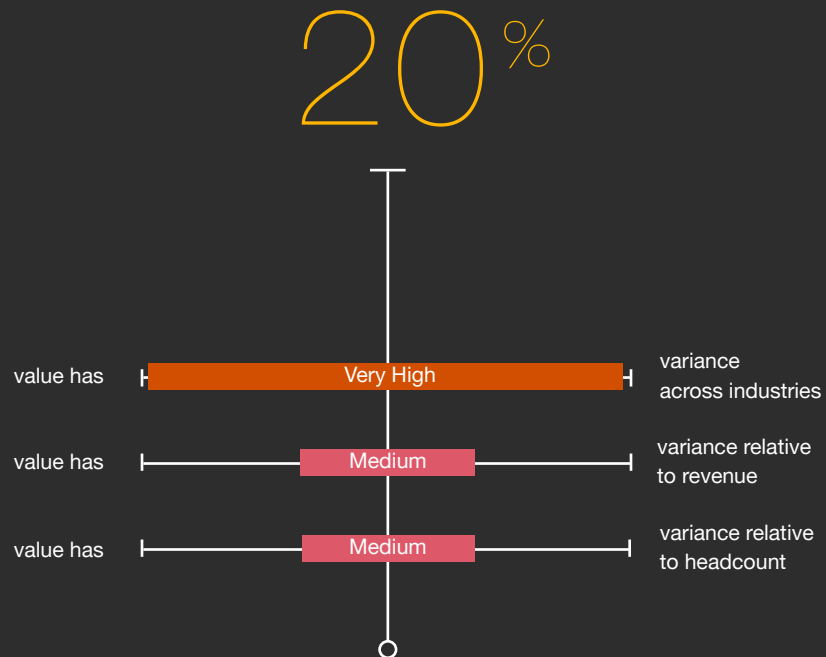 20%
value has
Very High
variance
across industries
value has
Medium
variance relative
to revenue
value has
Medium
variance relative
to headcount